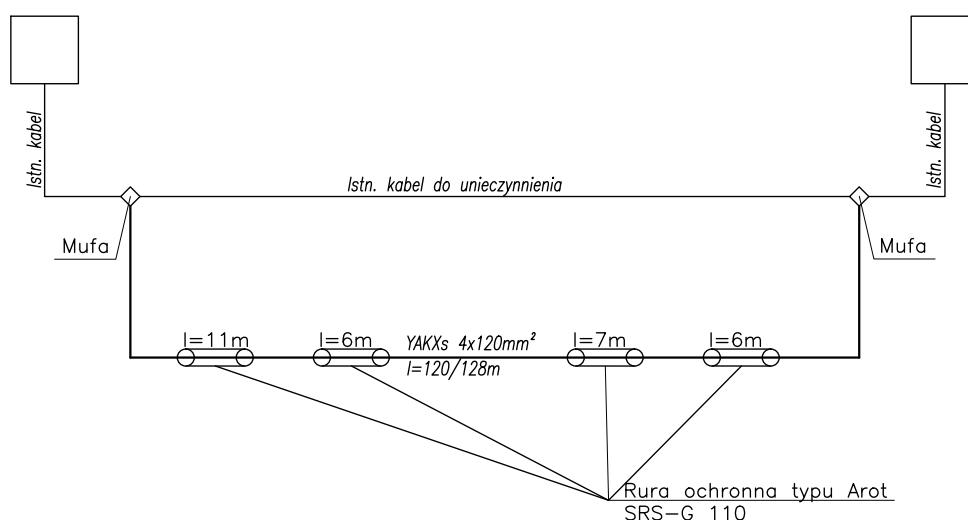 Istn. kabel
Istn. kabel
Istn. kabel do unieczynnienia
Mufa
Mufa
l=11m
l=6m
YAKXs 4x120mm²
l=120/128m
l=7m
l=6m
Rura ochronna typu Arot
SRS-G 110